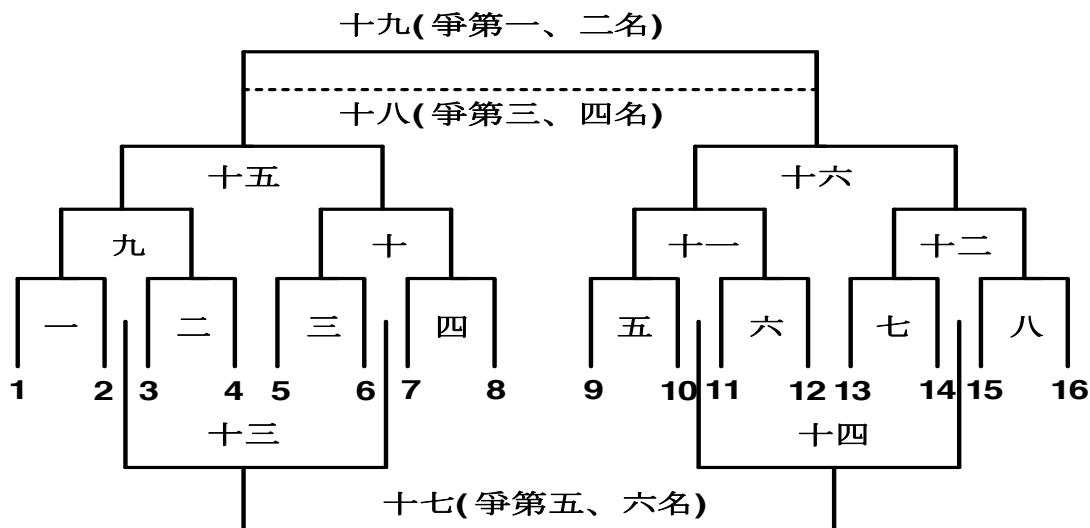 十九(爭第一、二名)
十八(爭第三、四名)
十五 十六
九 十 十一 十二
一 二 三 四 五 六 七 八
1 2 3 4 5 6 7 8 9 10 11 12 13 14 15 16
十三 十四
十七(爭第五、六名)